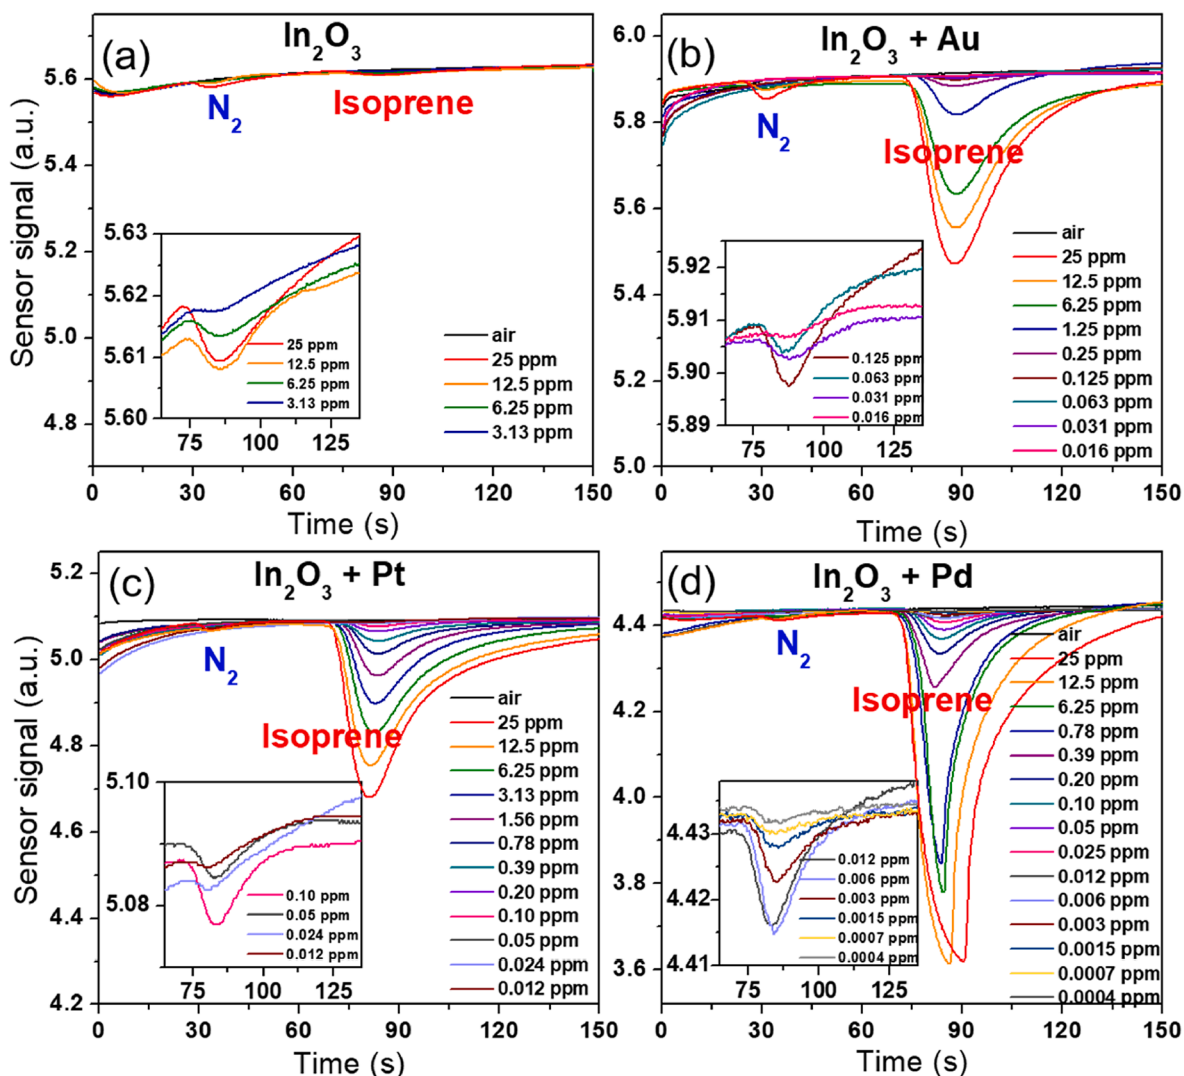 (a)
In2O3
5.6
5.4
5.2
5.0
4.8
Sensor signal (a.u.)
N2
Isoprene
5.63
5.62
5.61
5.60
75
100
125
25 ppm
12.5 ppm
6.25 ppm
3.13 ppm
air
25 ppm
12.5 ppm
6.25 ppm
3.13 ppm
0
30
60
90
120
150
Time (s)
(b)
In2O3 + Au
6.0
5.8
5.6
5.4
5.2
5.0
N2
Isoprene
5.92
5.91
5.90
5.89
75
100
125
0.125 ppm
0.063 ppm
0.031 ppm
0.016 ppm
air
25 ppm
12.5 ppm
6.25 ppm
1.25 ppm
0.25 ppm
0.125 ppm
0.063 ppm
0.031 ppm
0.016 ppm
0
30
60
90
120
150
Time (s)
(c)
In2O3 + Pt
5.2
5.0
4.8
4.6
4.4
4.2
Sensor signal (a.u.)
N2
Isoprene
5.10
5.08
75
100
125
0.10 ppm
0.05 ppm
0.024 ppm
0.012 ppm
air
25 ppm
12.5 ppm
6.25 ppm
3.13 ppm
1.56 ppm
0.78 ppm
0.39 ppm
0.20 ppm
0.10 ppm
0.05 ppm
0.024 ppm
0.012 ppm
0
30
60
90
120
150
Time (s)
(d)
In2O3 + Pd
4.4
4.2
4.0
3.8
3.6
N2
Isoprene
4.43
4.42
4.41
75
100
125
0.012 ppm
0.006 ppm
0.003 ppm
0.0015 ppm
0.0007 ppm
0.0004 ppm
air
25 ppm
12.5 ppm
6.25 ppm
0.78 ppm
0.39 ppm
0.20 ppm
0.10 ppm
0.05 ppm
0.025 ppm
0.012 ppm
0.006 ppm
0.003 ppm
0.0015 ppm
0.0007 ppm
0.0004 ppm
0
30
60
90
120
150
Time (s)